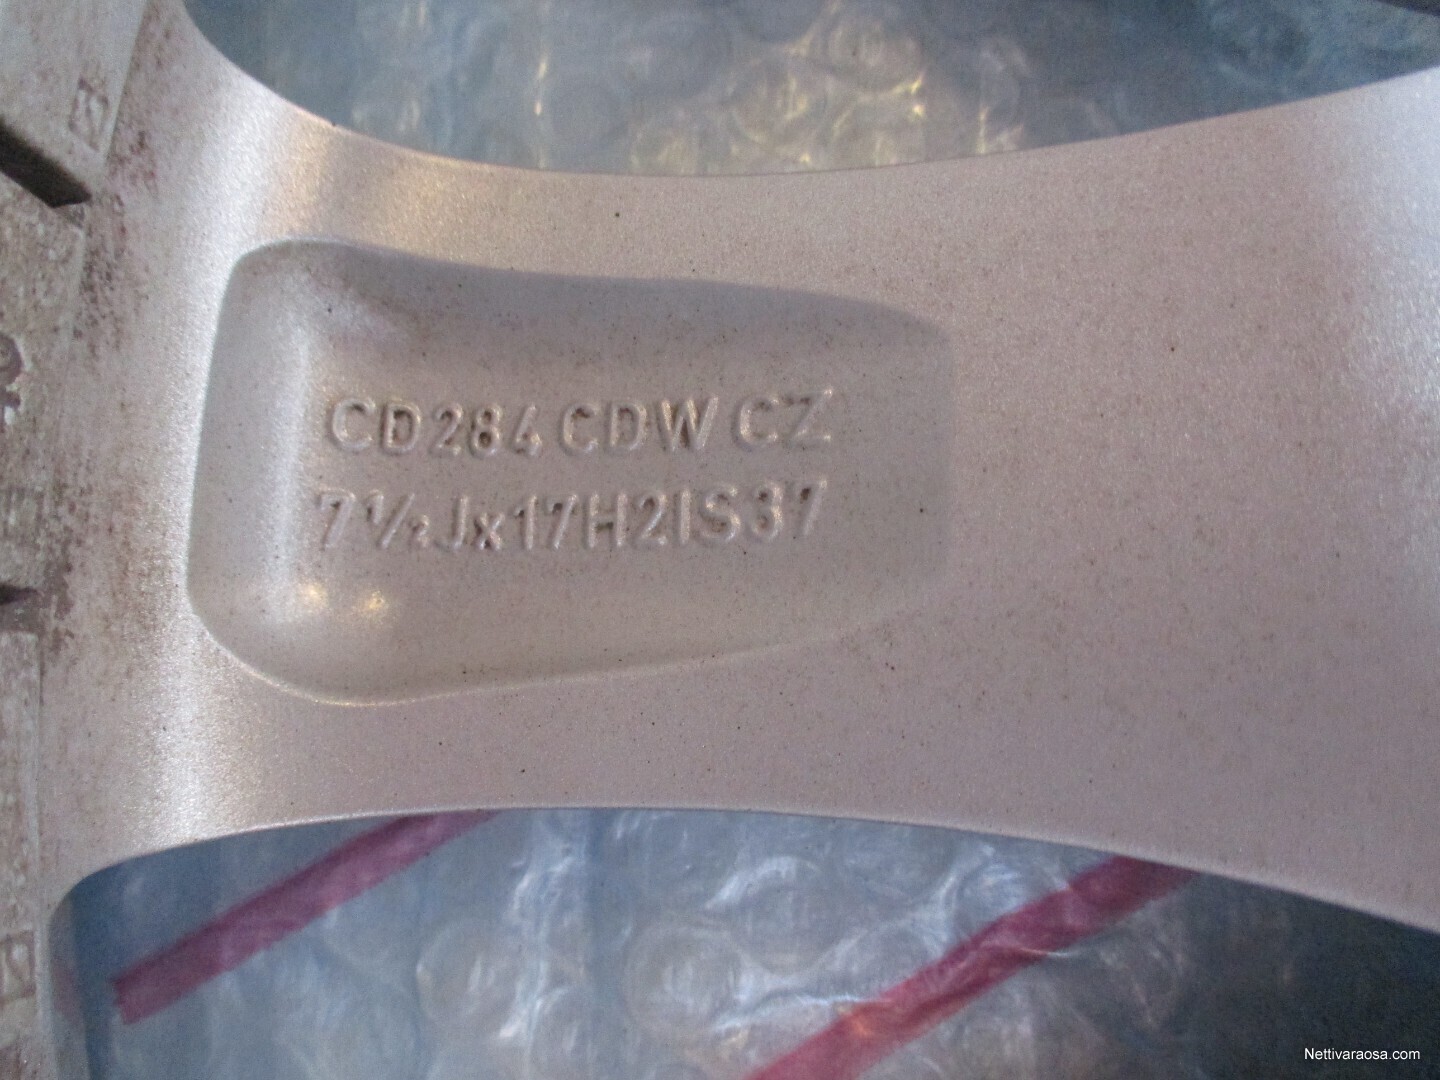 CD284 CDW CZ
7½Jx17H2IS37
Nettivaraosa.com